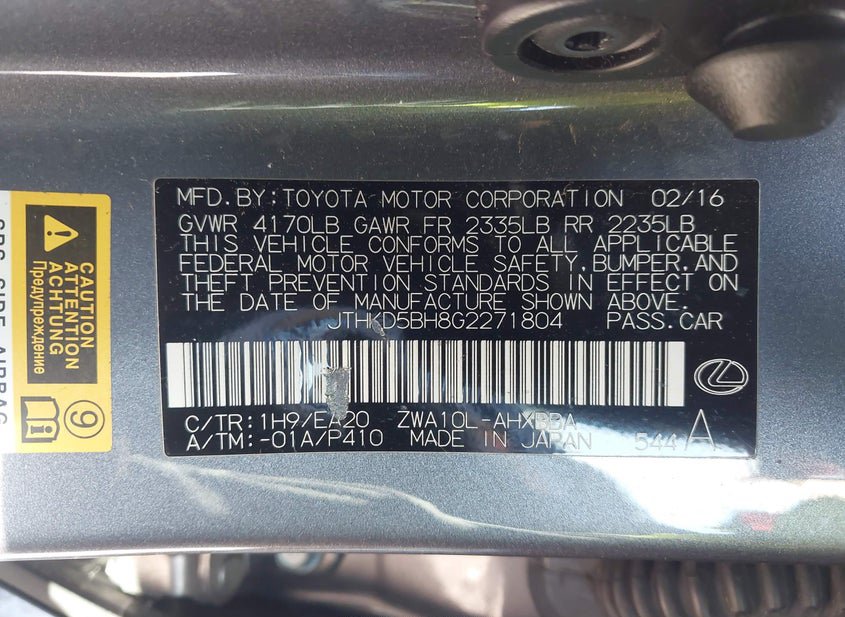 MFD. BY: TOYOTA MOTOR CORPORATION 02/16
GVWR 4170LB GAWR FR 2335LB RR 2235LB
THIS VEHICLE CONFORMS TO ALL APPLICABLE
FEDERAL MOTOR VEHICLE SAFETY, BUMPER, AND
THEFT PREVENTION STANDARDS IN EFFECT ON
THE DATE OF MANUFACTURE SHOWN ABOVE.
JTHKD5BH8G2271804 PASS.CAR
C/TR: 1H9/EA20 ZWA10L-AHXBBA
A/TM: -01A/P410 MADE IN JAPAN 544 A
CAUTION
ATTENTION
ACHTUNG
Предупреждение
9
SRS SIDE AIRBAG